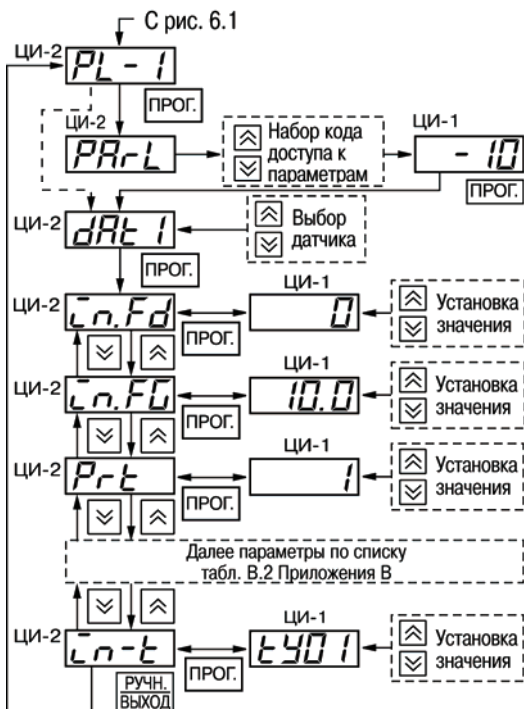 С рис. 6.1
ЦИ-2
PL-1
ПРОГ.
ЦИ-2
PArL
Набор кода
доступа к
параметрам
ЦИ-1
-10
ПРОГ.
ЦИ-2
dAt1
Выбор
датчика
ПРОГ.
ЦИ-2
in.Fd
ПРОГ.
ЦИ-1
0
Установка
значения
ЦИ-2
in.FG
ПРОГ.
ЦИ-1
10.0
Установка
значения
ЦИ-2
Prt
ПРОГ.
ЦИ-1
1
Установка
значения
Далее параметры по списку
табл. В.2 Приложения В
ЦИ-2
in-t
ПРОГ.
ЦИ-1
tY01
Установка
значения
РУЧН.
ВЫХОД